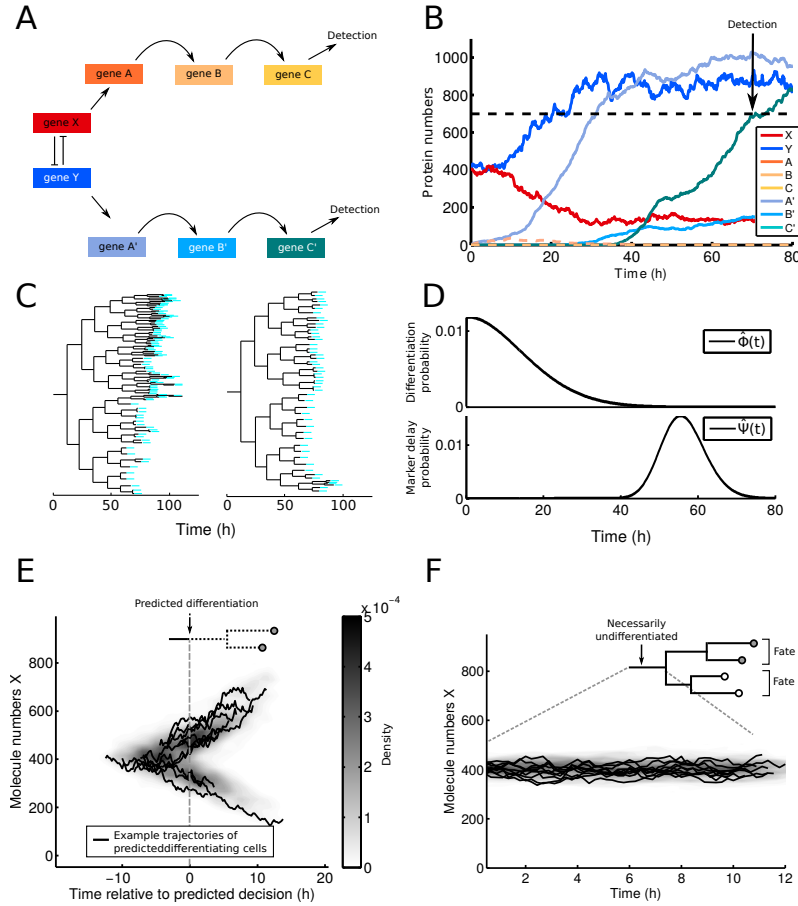 A
gene A
gene B
gene C
Detection
gene X
gene Y
gene A'
gene B'
gene C'
Detection
B
Detection
Protein numbers
1000
800
600
400
200
0
0
20
40
60
80
Time (h)
X
Y
A
B
C
A'
B'
C'
C
0
50
100
0
50
100
Time (h)
D
Differentiation
probability
0.01
0
Φ̂(t)
Marker delay
probability
0.01
0
Ψ̂(t)
0
20
40
60
80
Time (h)
E
Predicted differentiation
Molecule numbers X
800
600
400
200
0
−10
0
10
20
Time relative to predicted decision (h)
Example trajectories of
predicteddifferentiating cells
x 10⁻⁴
5
4
3
2
1
0
Density
F
Necessarily
undifferentiated
Fate
Fate
Molecule numbers X
800
600
400
200
0
2
4
6
8
10
12
Time (h)